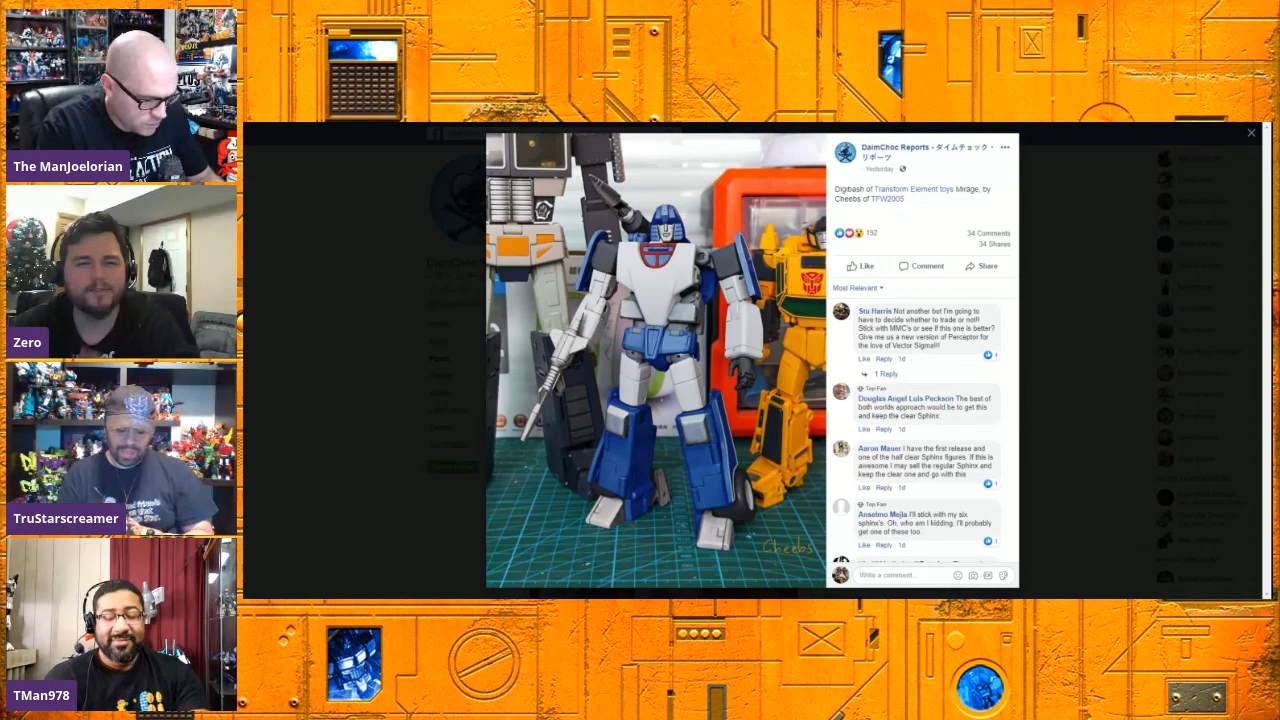 The ManJoelorian
Zero
TruStarscreamer
TMan978
DaimChoc Reports - ダイムチョック・
リポーツ
Yesterday
Digibash of Transform Element toys Mirage, by
Cheebs of TFW2005
192
34 Comments
34 Shares
Like Comment Share
Most Relevant
Stu Harris Not another bot I'm going to
have to decide whether to trade or not!!
Stick with MMC's or see if this one is better?
Give me us a new version of Perceptor for
the love of Vector Sigma!!!
4
Like Reply 1d
1 Reply
Top Fan
Douglas Angel Luis Peckson The best of
both worlds approach would be to get this
and keep the clear Sphinx.
Like Reply 1d
Aaron Mauer I have the first release and
one of the half clear Sphinx figures. If this is
awesome I may sell the regular Sphinx and
keep the clear one and go with this
1
Like Reply 1d
Top Fan
Anselmo Mejia I'll stick with my six
sphinx's. Oh, who am I kidding, I'll probably
get one of these too.
1
Like Reply 1d
Write a comment...
Cheebs